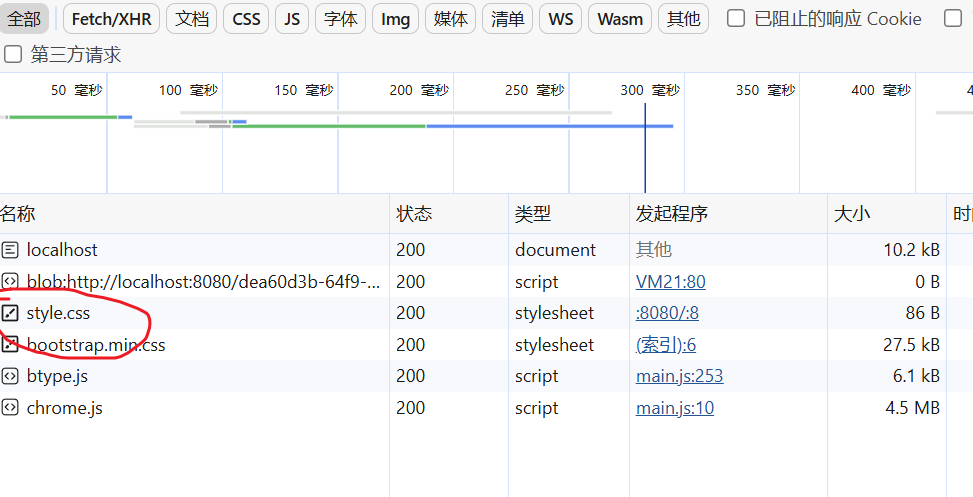 全部 Fetch/XHR 文档 CSS JS 字体 Img 媒体 清单 WS Wasm 其他 已阻止的响应 Cookie
第三方请求
50 毫秒 100 毫秒 150 毫秒 200 毫秒 250 毫秒 300 毫秒 350 毫秒 400 毫秒 4
名称 状态 类型 发起程序 大小 时间
localhost 200 document 其他 10.2 kB
blob:http://localhost:8080/dea60d3b-64f9-... 200 script VM21:80 0 B
style.css 200 stylesheet :8080/:8 86 B
bootstrap.min.css 200 stylesheet (索引):6 27.5 kB
btype.js 200 script main.js:253 6.1 kB
chrome.js 200 script main.js:10 4.5 MB